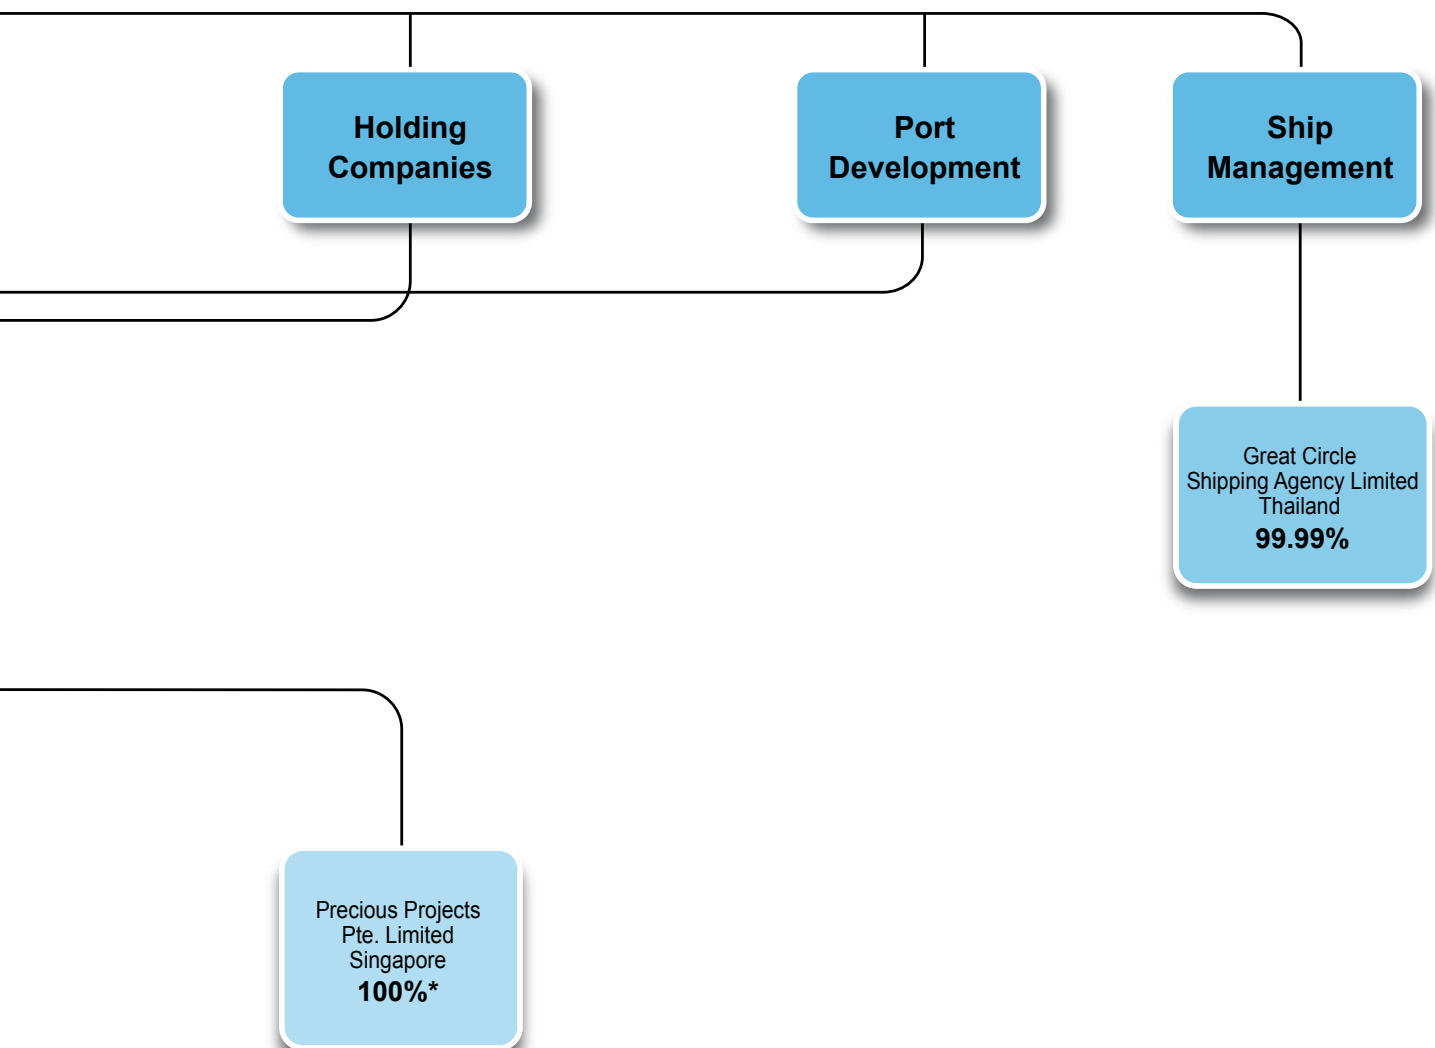 Holding
Companies
Port
Development
Ship
Management
Great Circle
Shipping Agency Limited
Thailand
99.99%
Precious Projects
Pte. Limited
Singapore
100%*